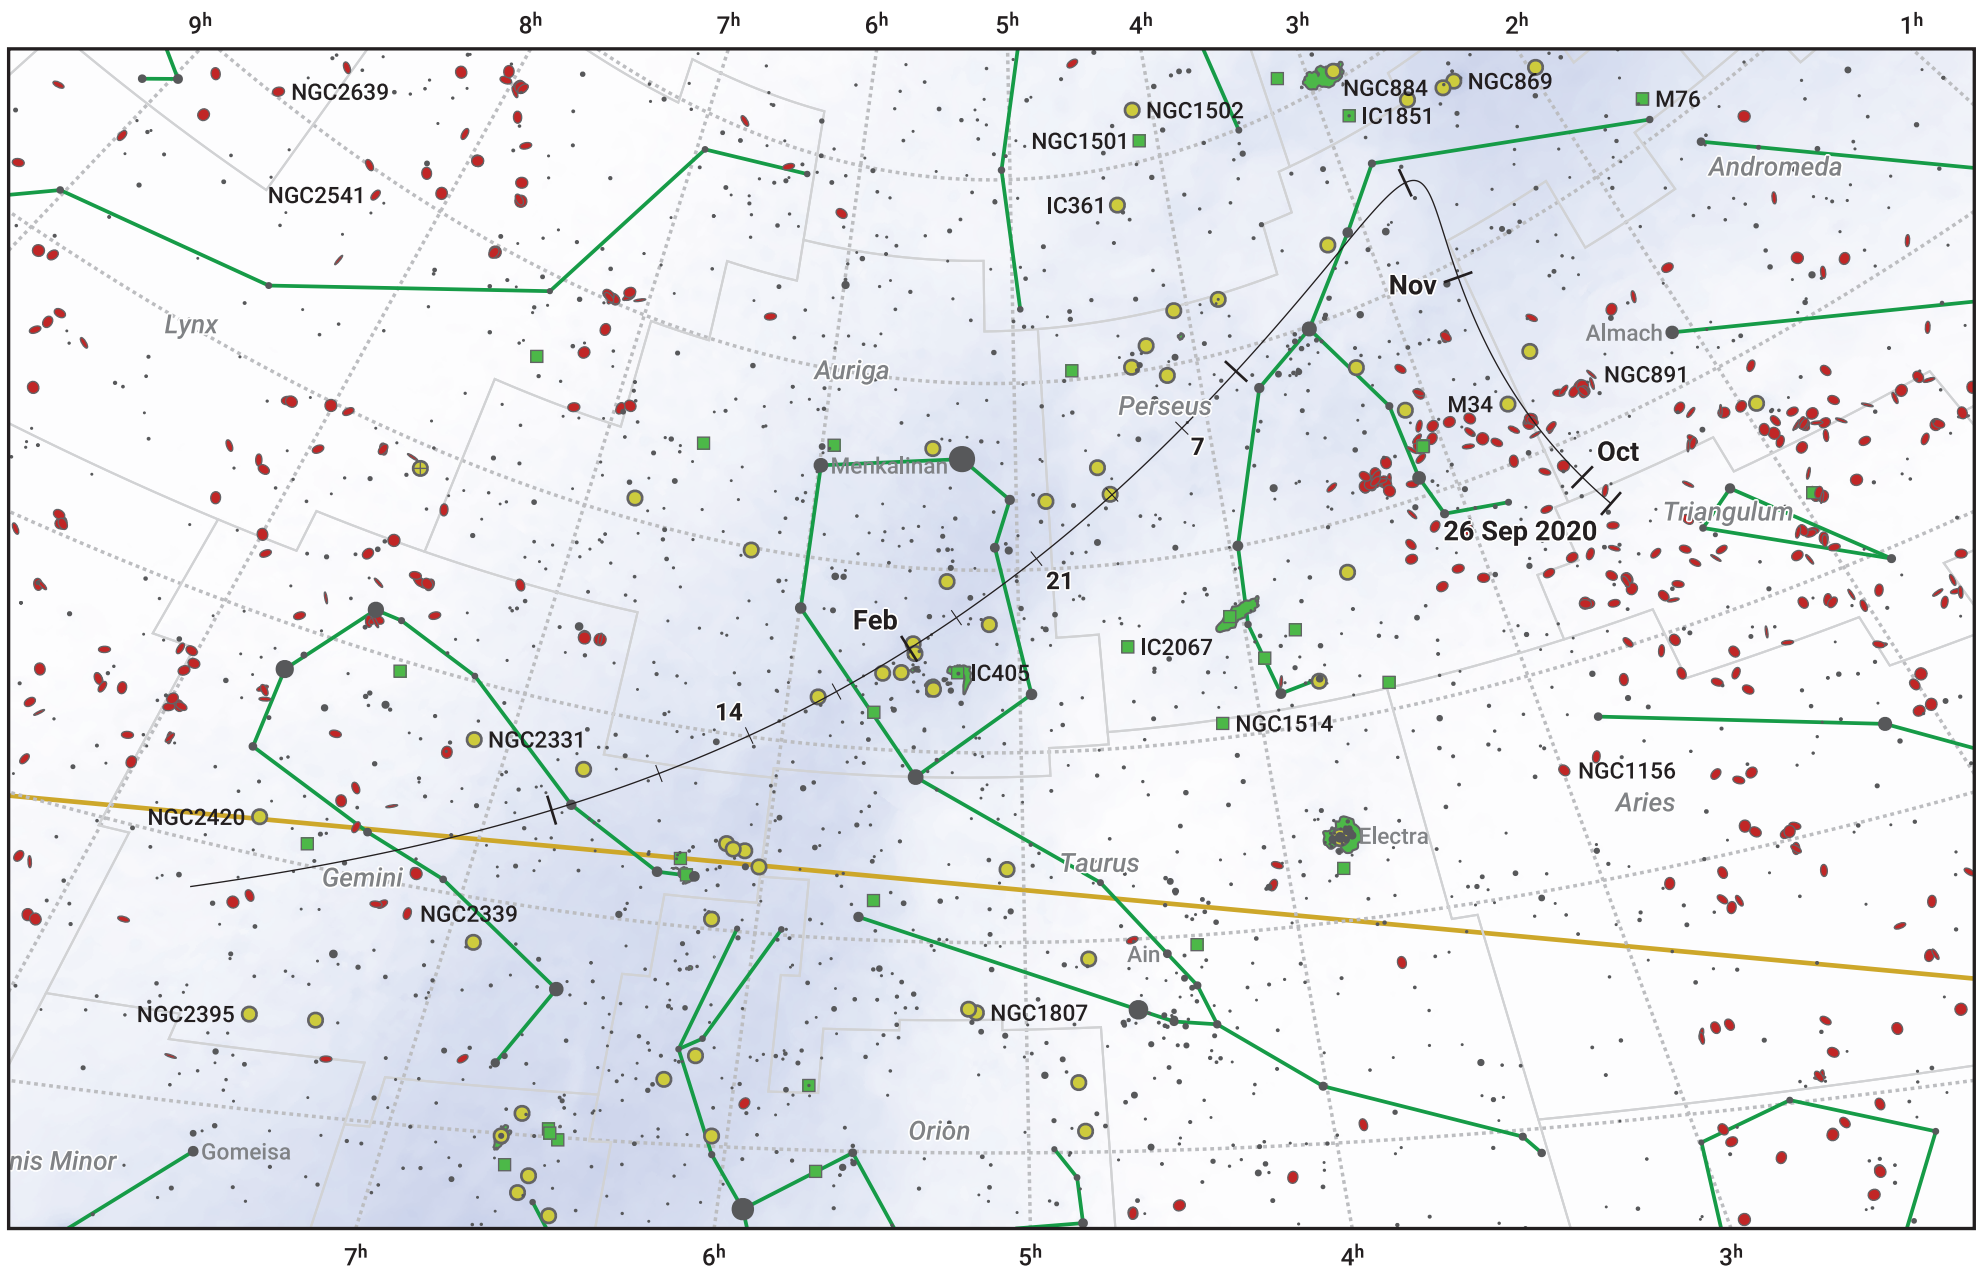 9h 8h 7h 6h 5h 4h 3h 2h 1h
NGC2639
NGC884
NGC869
M76
NGC1502
IC1851
NGC1501
Andromeda
NGC2541
IC361
Nov
Lynx
Almach
Auriga
NGC891
Perseus
M34
7
Oct
Menkalinan
Triangulum
26 Sep 2020
21
Feb
IC2067
IC405
14
NGC1514
NGC2331
NGC1156
Aries
NGC2420
Electra
Taurus
Gemini
NGC2339
Ain
NGC2395
NGC1807
Orion
Gomeisa
nis Minor
7h 6h 5h 4h 3h